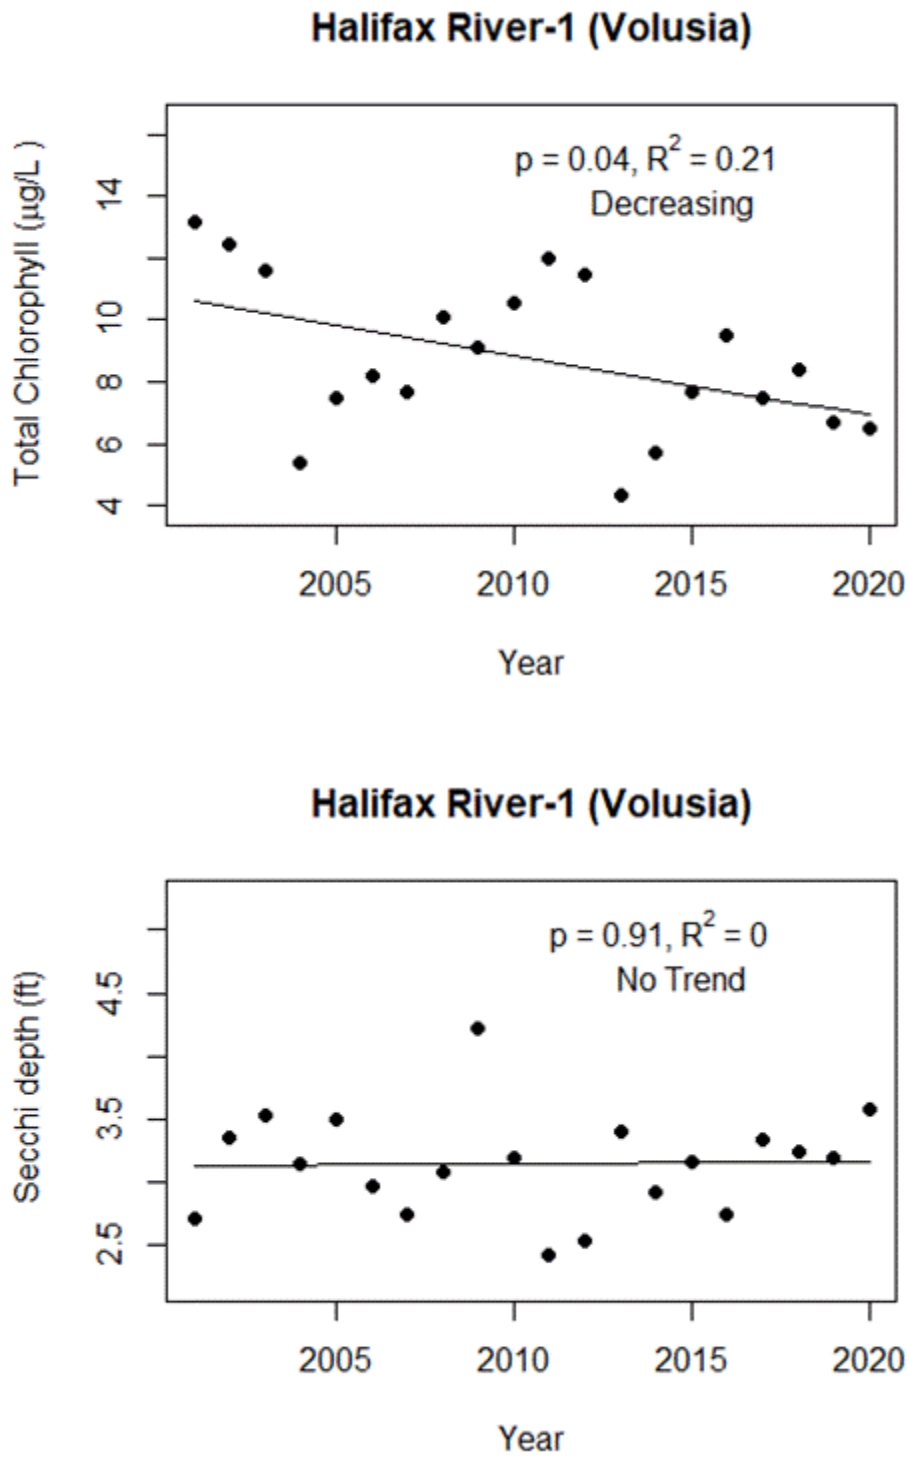 Halifax River-1 (Volusia)
p = 0.04, R² = 0.21
Decreasing
Total Chlorophyll (μg/L )
14
10
8
6
4
2005 2010 2015 2020
Year
Halifax River-1 (Volusia)
p = 0.91, R² = 0
No Trend
Secchi depth (ft)
4.5
3.5
2.5
2005 2010 2015 2020
Year